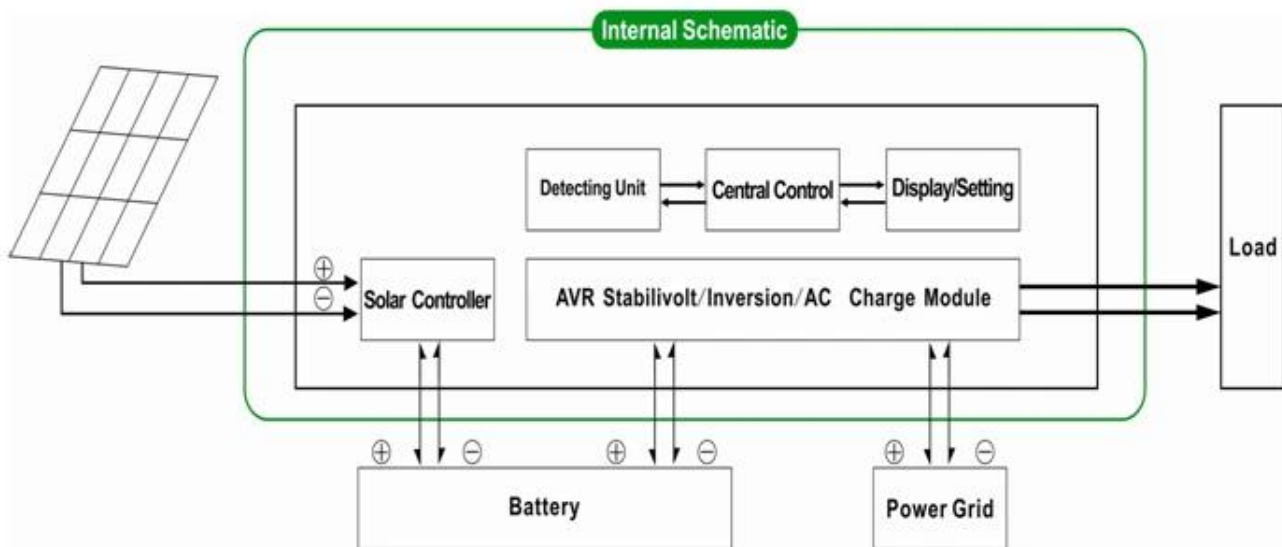 Internal Schematic
Detecting Unit
Central Control
Display/Setting
Load
⊕
⊖
Solar Controller
AVR Stabilivolt/Inversion/AC Charge Module
⊕ ⊖ ⊕ ⊖ ⊕ ⊖
Battery
Power Grid